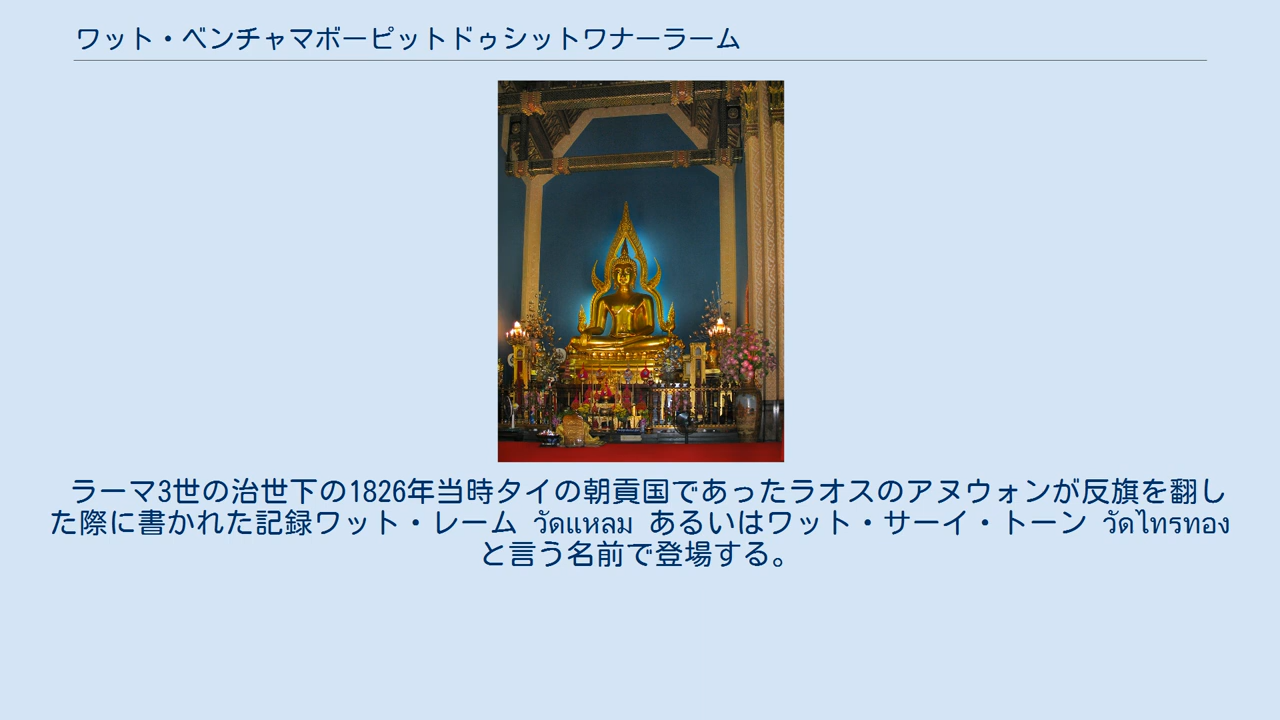 ワット・ベンチャマボーピットドゥシットワナーラーム
ラーマ3世の治世下の1826年当時タイの朝貢国であったラオスのアヌウォンが反旗を翻し
た際に書かれた記録ワット・レーム วัดแหลม あるいはワット・サーイ・トーン วัดไทรทอง
と言う名前で登場する。